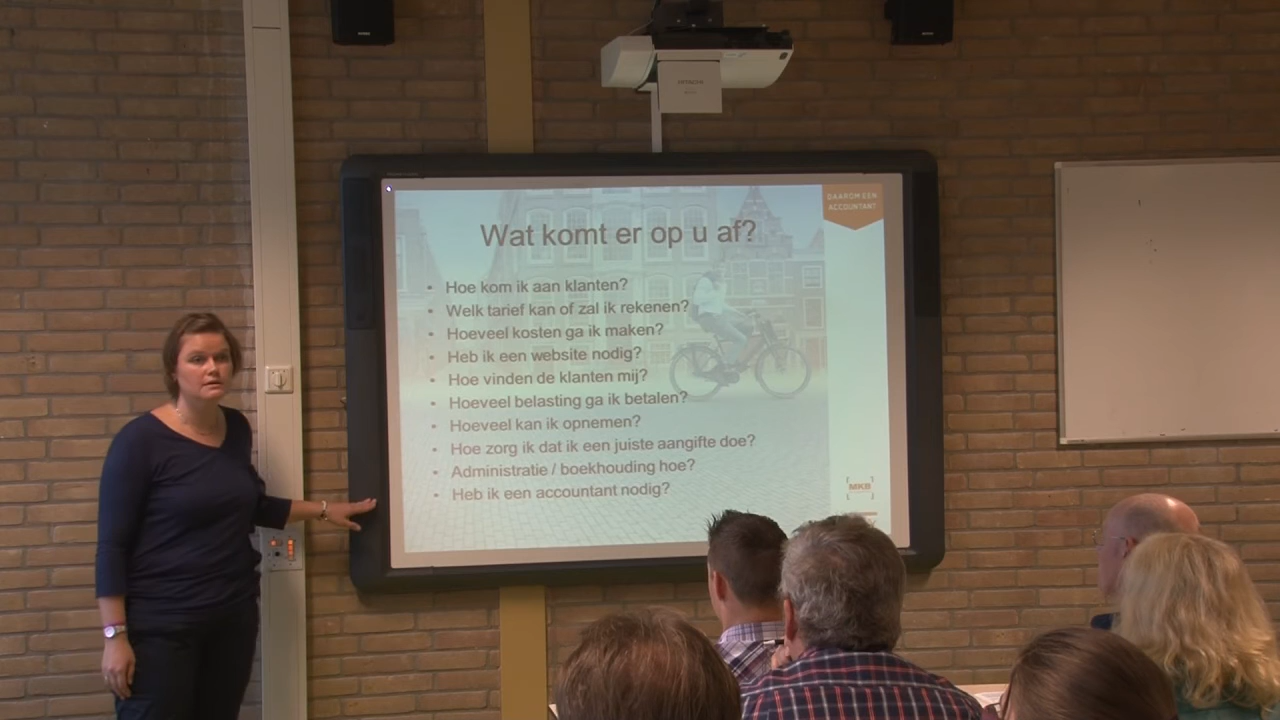 HITACHI
DAAROM EEN
ACCOUNTANT
Wat komt er op u af?
• Hoe kom ik aan klanten?
• Welk tarief kan of zal ik rekenen?
• Hoeveel kosten ga ik maken?
• Heb ik een website nodig?
• Hoe vinden de klanten mij?
• Hoeveel belasting ga ik betalen?
• Hoeveel kan ik opnemen?
• Hoe zorg ik dat ik een juiste aangifte doe?
• Administratie / boekhouding hoe?
• Heb ik een accountant nodig?
MKB